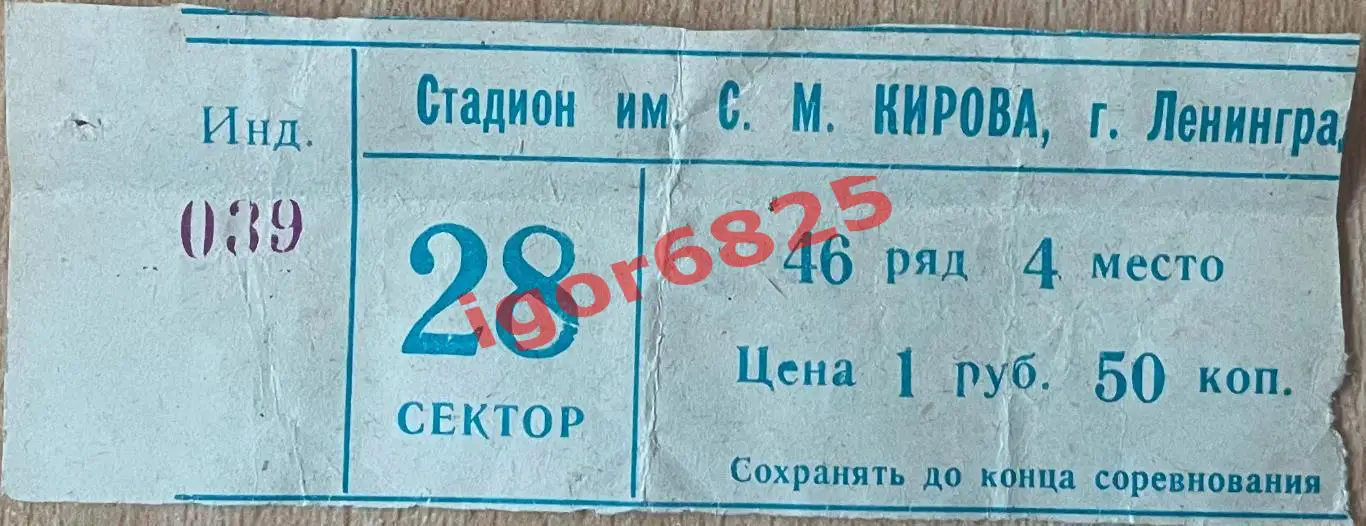 Инд.
039
Стадион им. С. М. КИРОВА, г. Ленингра
28
СЕКТОР
46 ряд 4 место
Цена 1 руб. 50 коп.
Сохранять до конца соревнования
igor6825